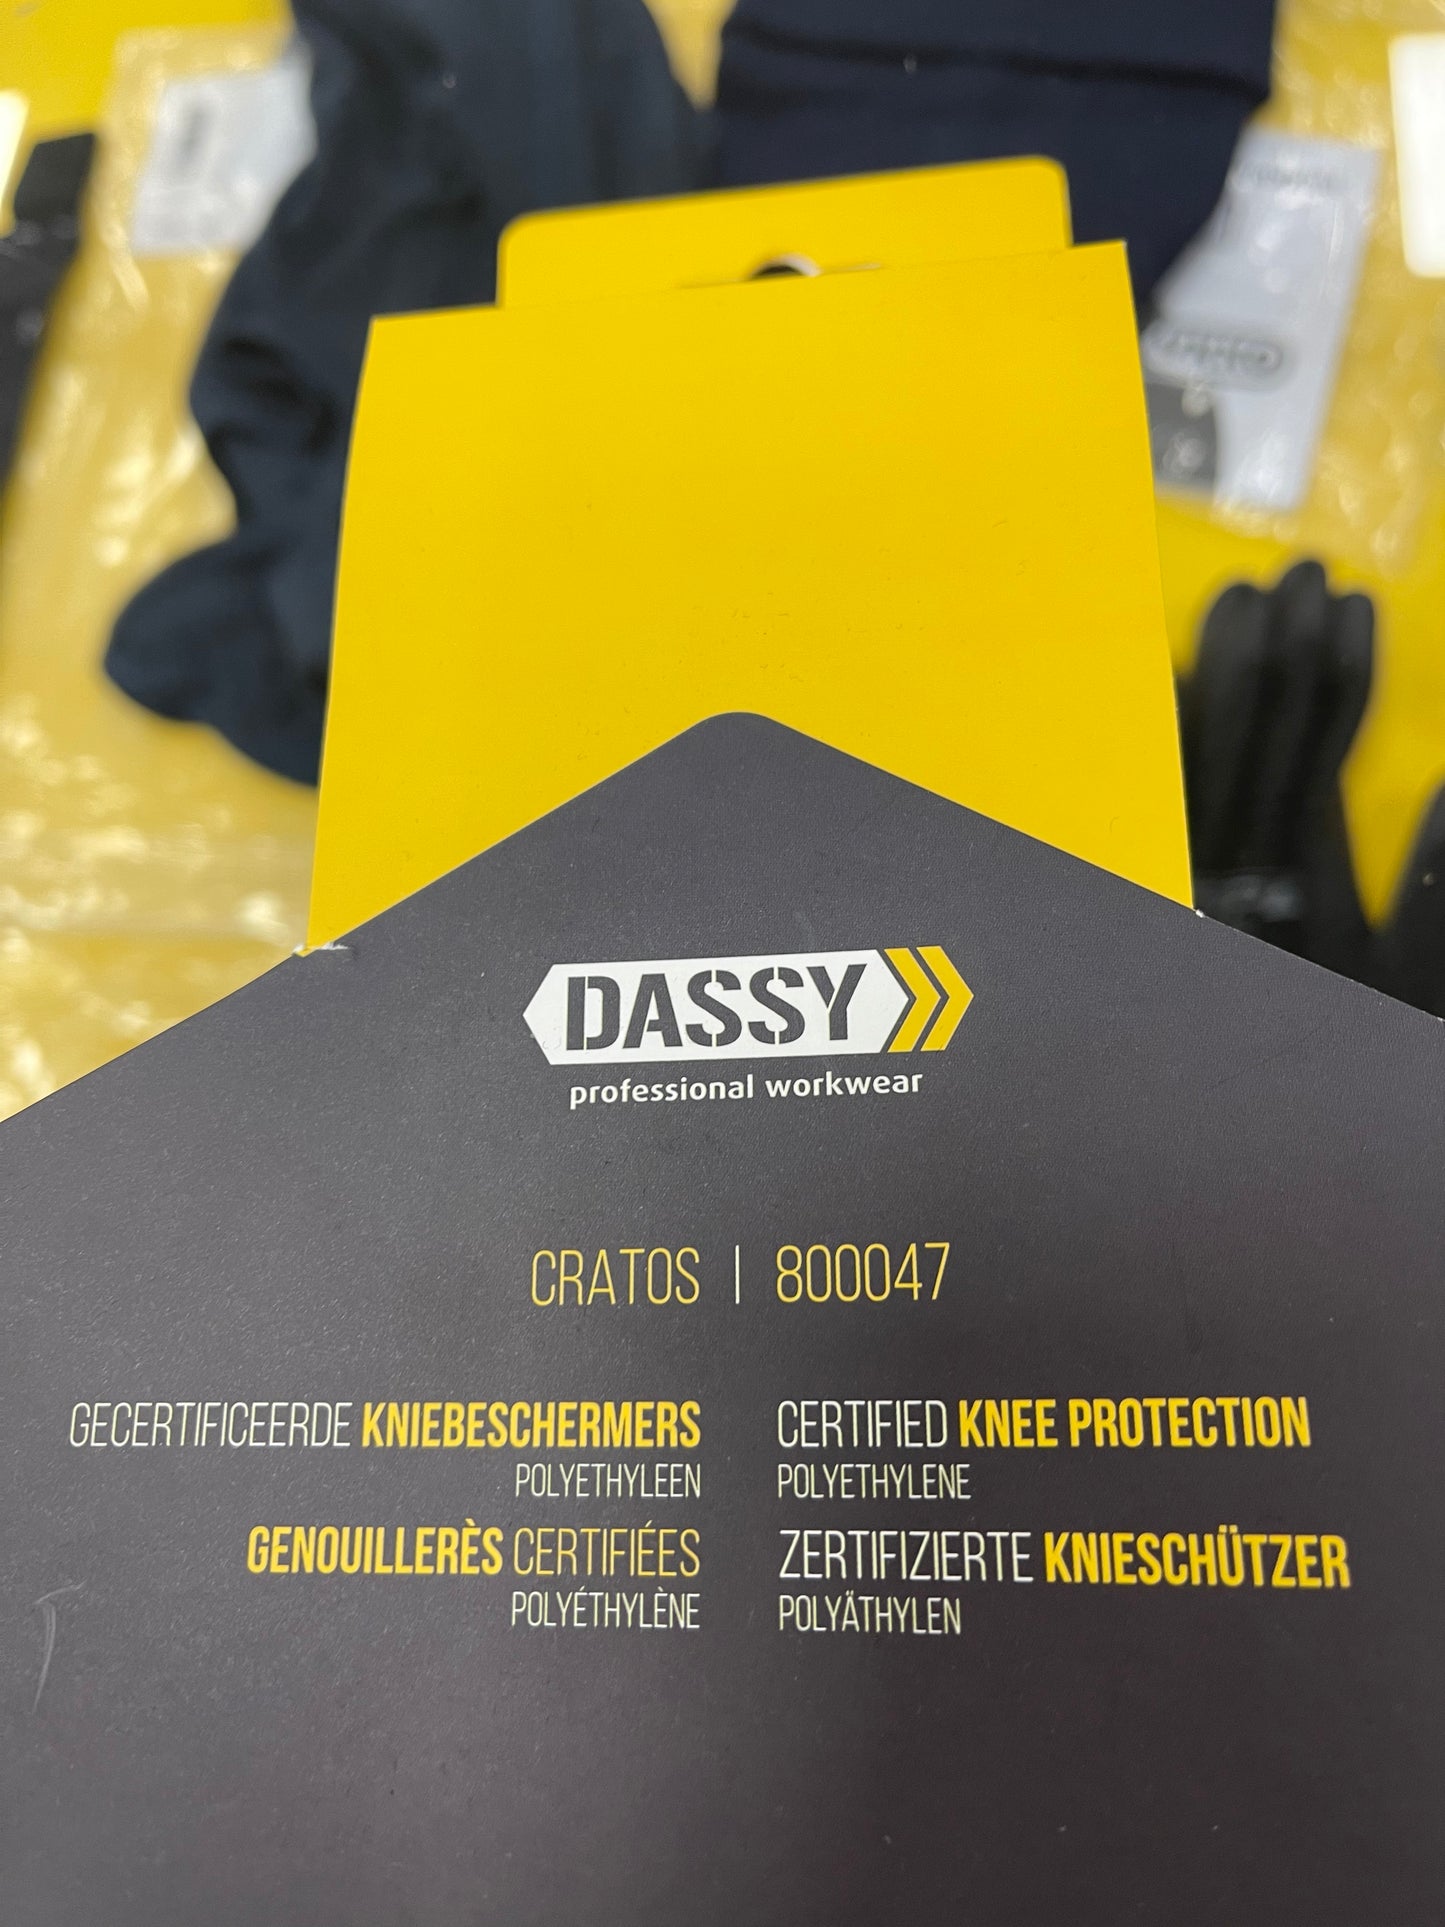 DASSY
professional workwear
CRATOS | 800047
GECERTIFICEERDE KNIEBESCHERMERS
POLYETHYLEEN
GENOUILLERÈS CERTIFIÉES
POLYÉTHYLÈNE
CERTIFIED KNEE PROTECTION
POLYETHYLENE
ZERTIFIZIERTE KNIESCHÜTZER
POLYÄTHYLEN